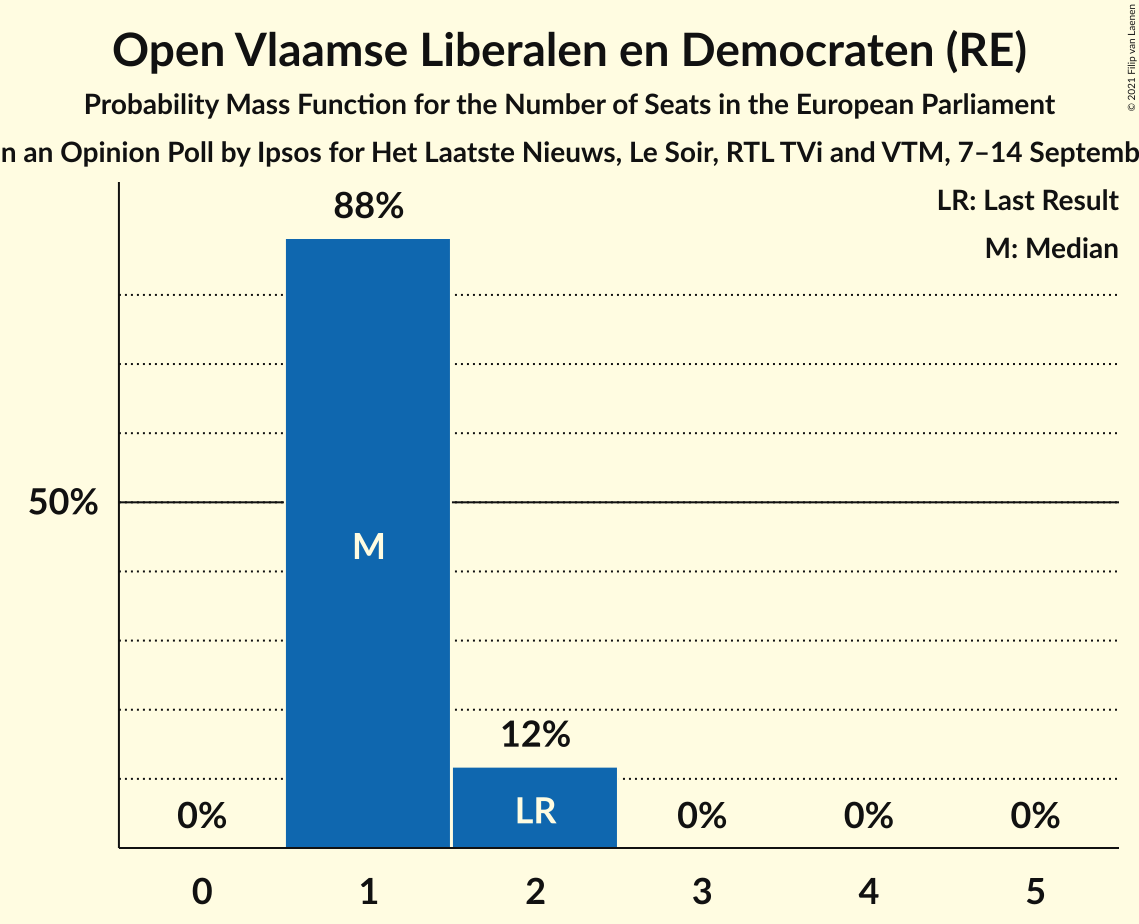 Open Vlaamse Liberalen en Democraten (RE)
Probability Mass Function for the Number of Seats in the European Parliament
n an Opinion Poll by Ipsos for Het Laatste Nieuws, Le Soir, RTL TVi and VTM, 7–14 Septemb
© 2021 Filip van Laenen
LR: Last Result
M: Median
88%
50%
M
12%
LR
0%
0%
0%
0%
0 1 2 3 4 5